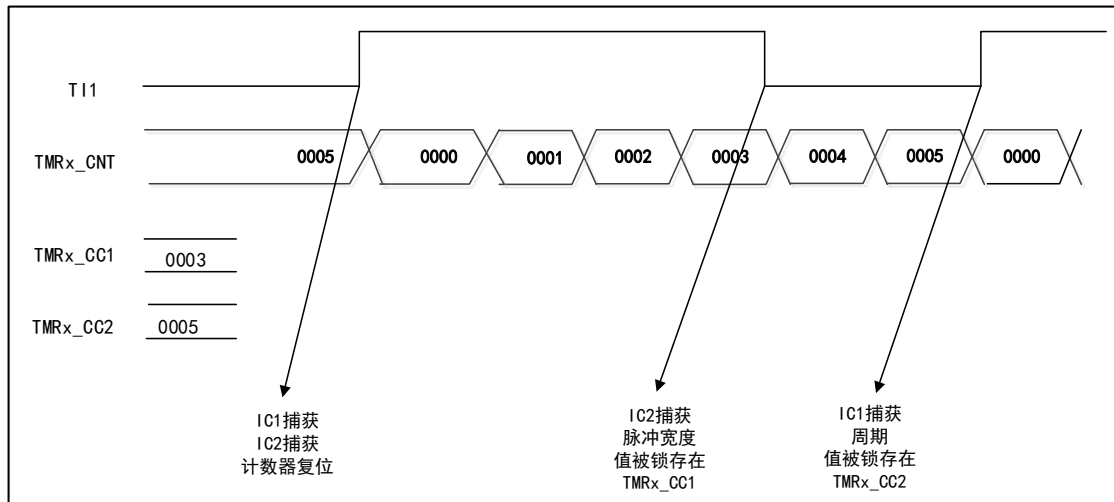 TI1
TMRx_CNT
0005 0000 0001 0002 0003 0004 0005 0000
TMRx_CC1
0003
TMRx_CC2
0005
IC1捕获
IC2捕获
计数器复位
IC2捕获
脉冲宽度
值被锁存在
TMRx_CC1
IC1捕获
周期
值被锁存在
TMRx_CC2